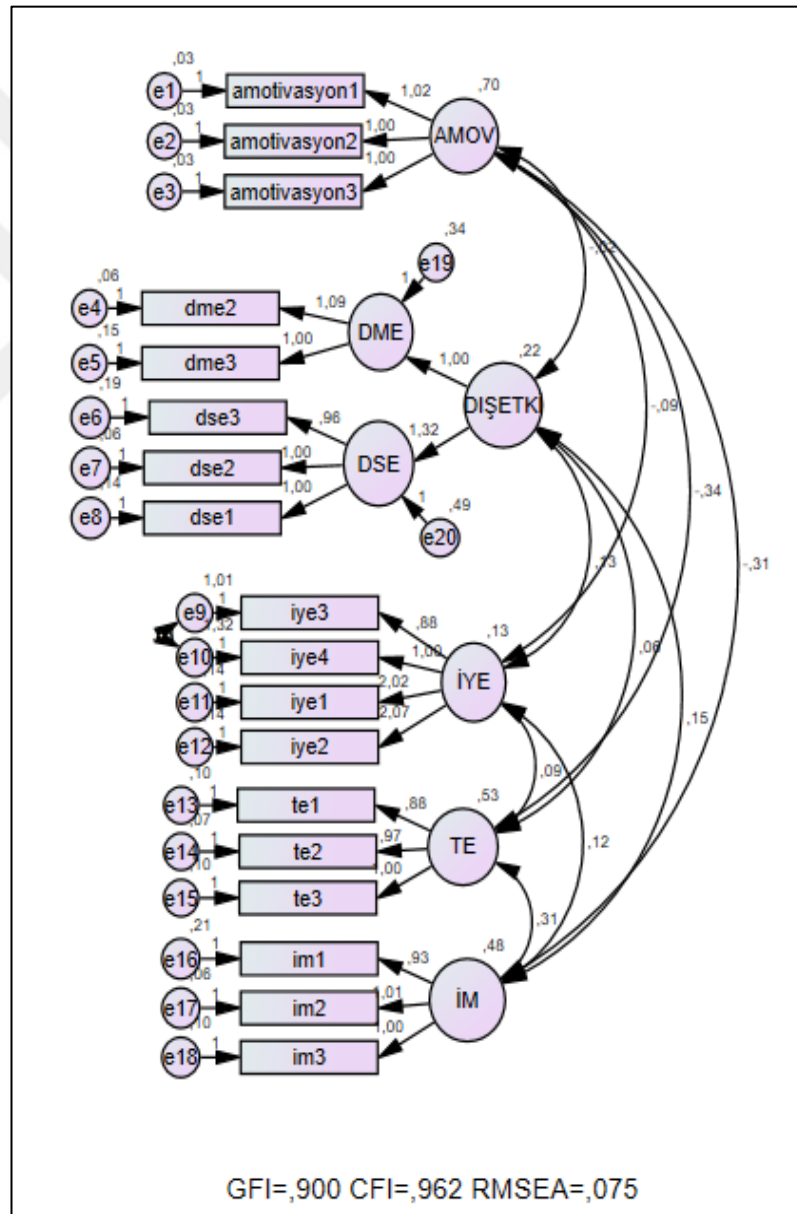 ,03
e1 1 amotivasyon1 1,02 ,70
,03
e2 1 amotivasyon2 1,00 AMOV
,03
e3 1 amotivasyon3 1,00
-,02
,34
e19
1
,06
e4 1 dme2 1,09 DME
,15
e5 1 dme3 1,00
1,00 ,22
DIŞETKİ
,19
e6 1 dse3 ,96 1,32
,06
e7 1 dse2 1,00 DSE
,14
e8 1 dse1 1,00
1 ,49
e20
-,09
-,34
-,31
,13
1,01
e9 1 iye3 ,88 ,13
1,32
e10 1 iye4 1,00 İYE
,14
e11 1 iye1 2,02
,14
e12 1 iye2 2,07
,06
,15
,09
,10
e13 1 te1 ,88 ,53
,07
e14 1 te2 ,97 TE
,10
e15 1 te3 1,00
,12
,31
,21
e16 1 im1 ,93 ,48
,06
e17 1 im2 1,01 İM
,10
e18 1 im3 1,00
GFI=,900 CFI=,962 RMSEA=,075